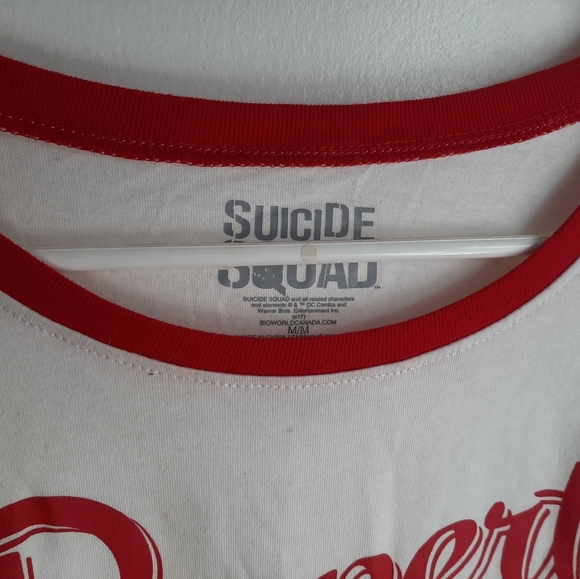 SUICIDE
SQUAD
SUICIDE SQUAD and all related characters
and elements © & ™ DC Comics and
Warner Bros. Entertainment Inc.
(s17)
BIOWORLDCANADA.COM
M/M